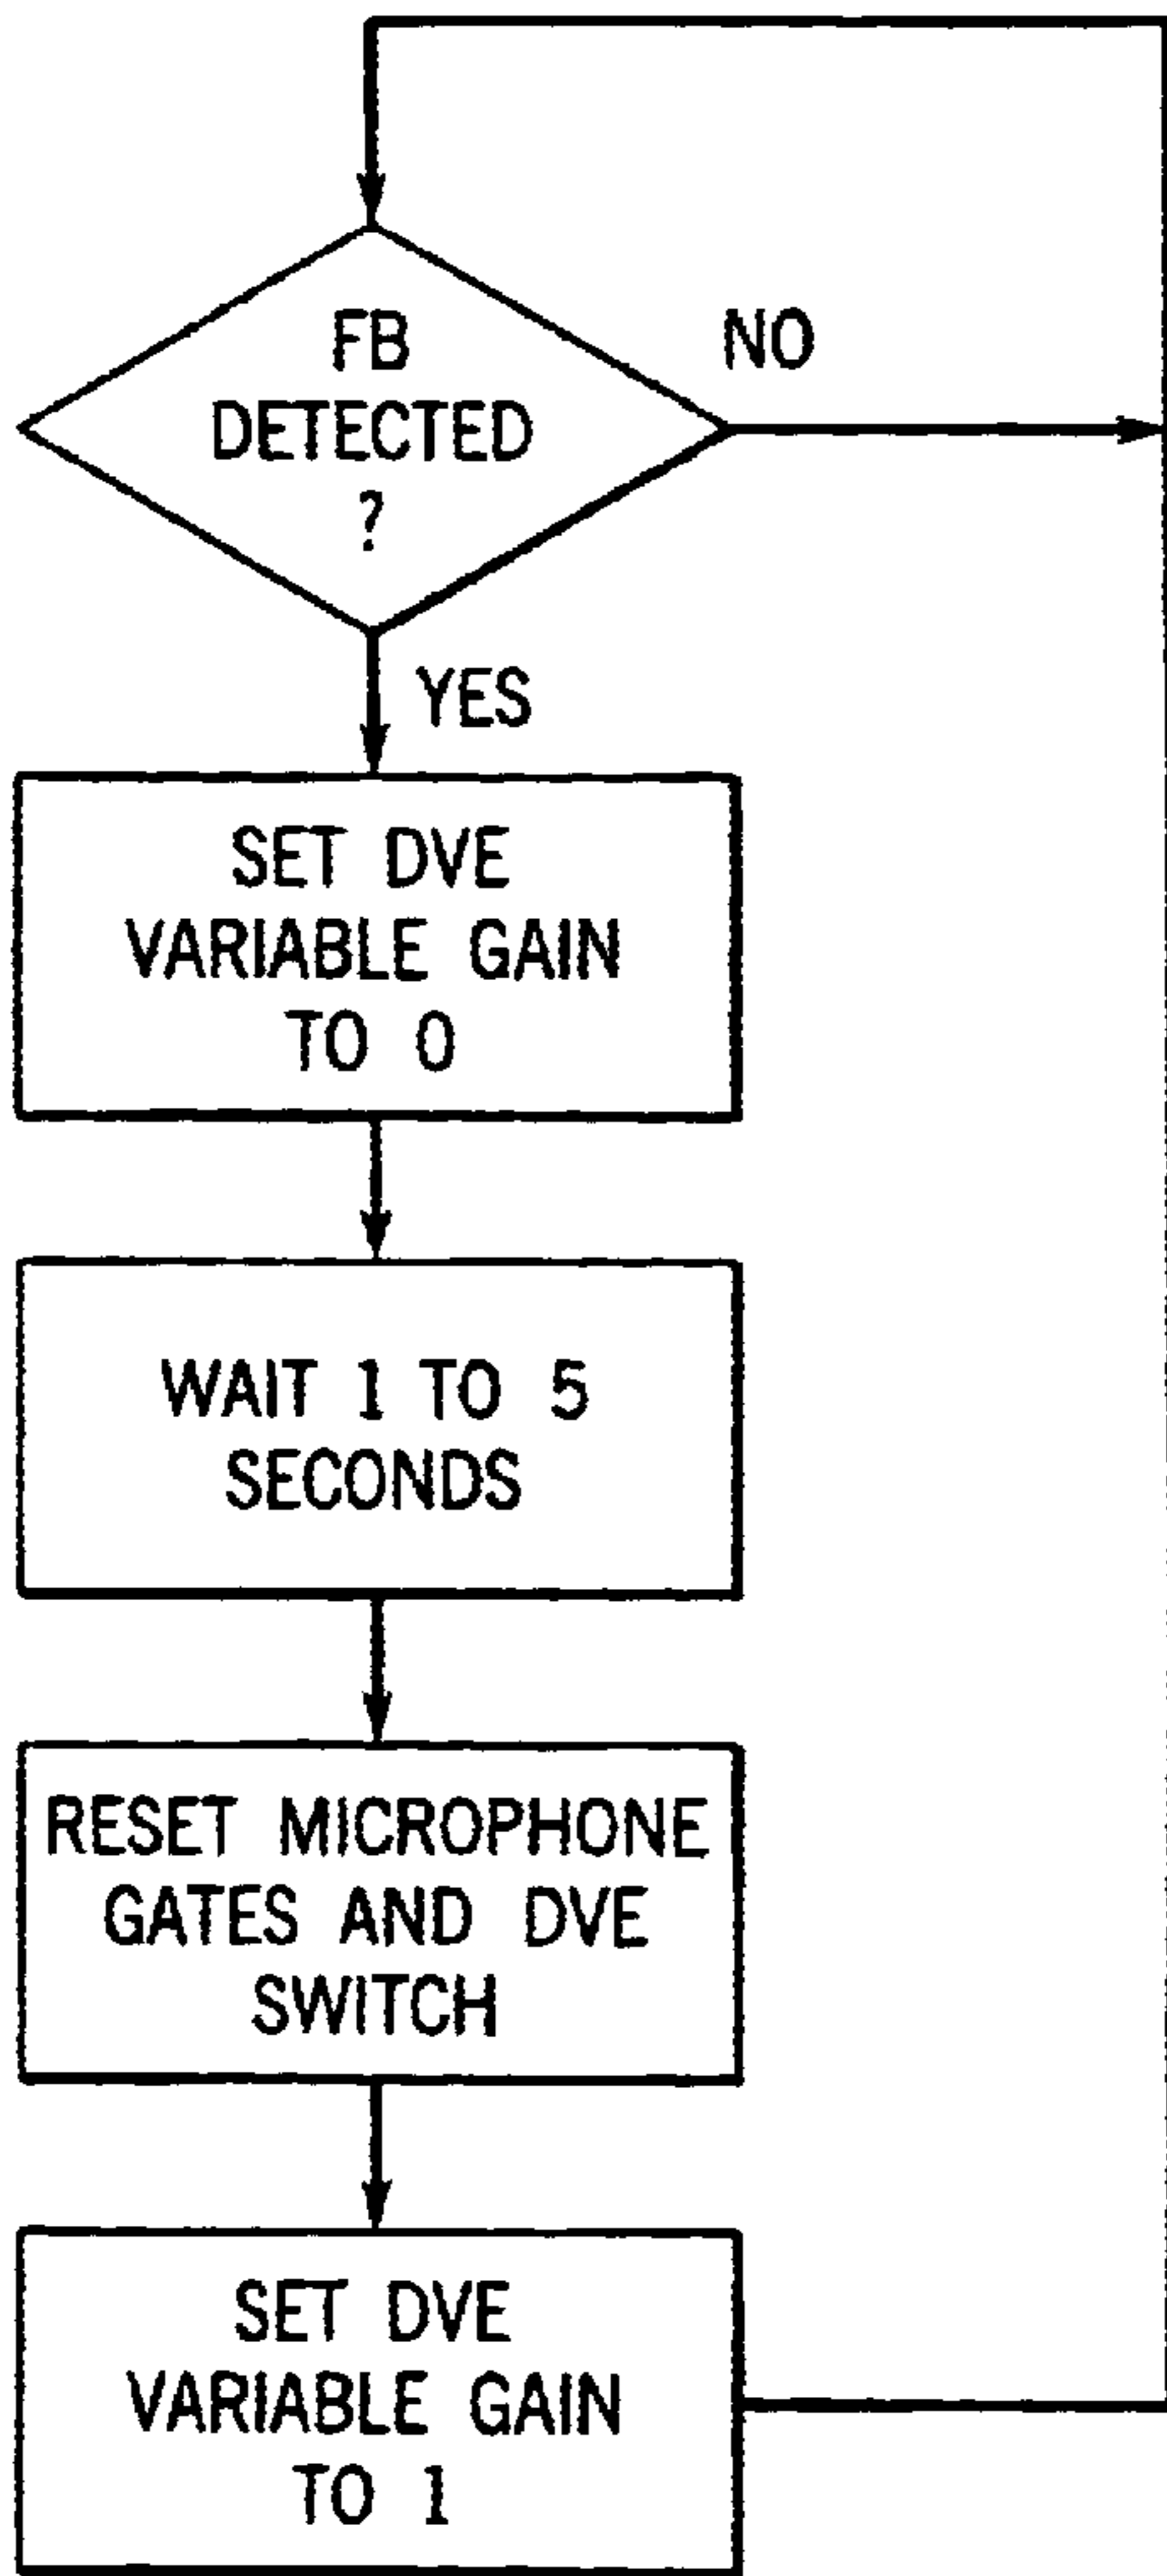 FB
DETECTED
?
NO
YES
SET DVE
VARIABLE GAIN
TO 0
WAIT 1 TO 5
SECONDS
RESET MICROPHONE
GATES AND DVE
SWITCH
SET DVE
VARIABLE GAIN
TO 1